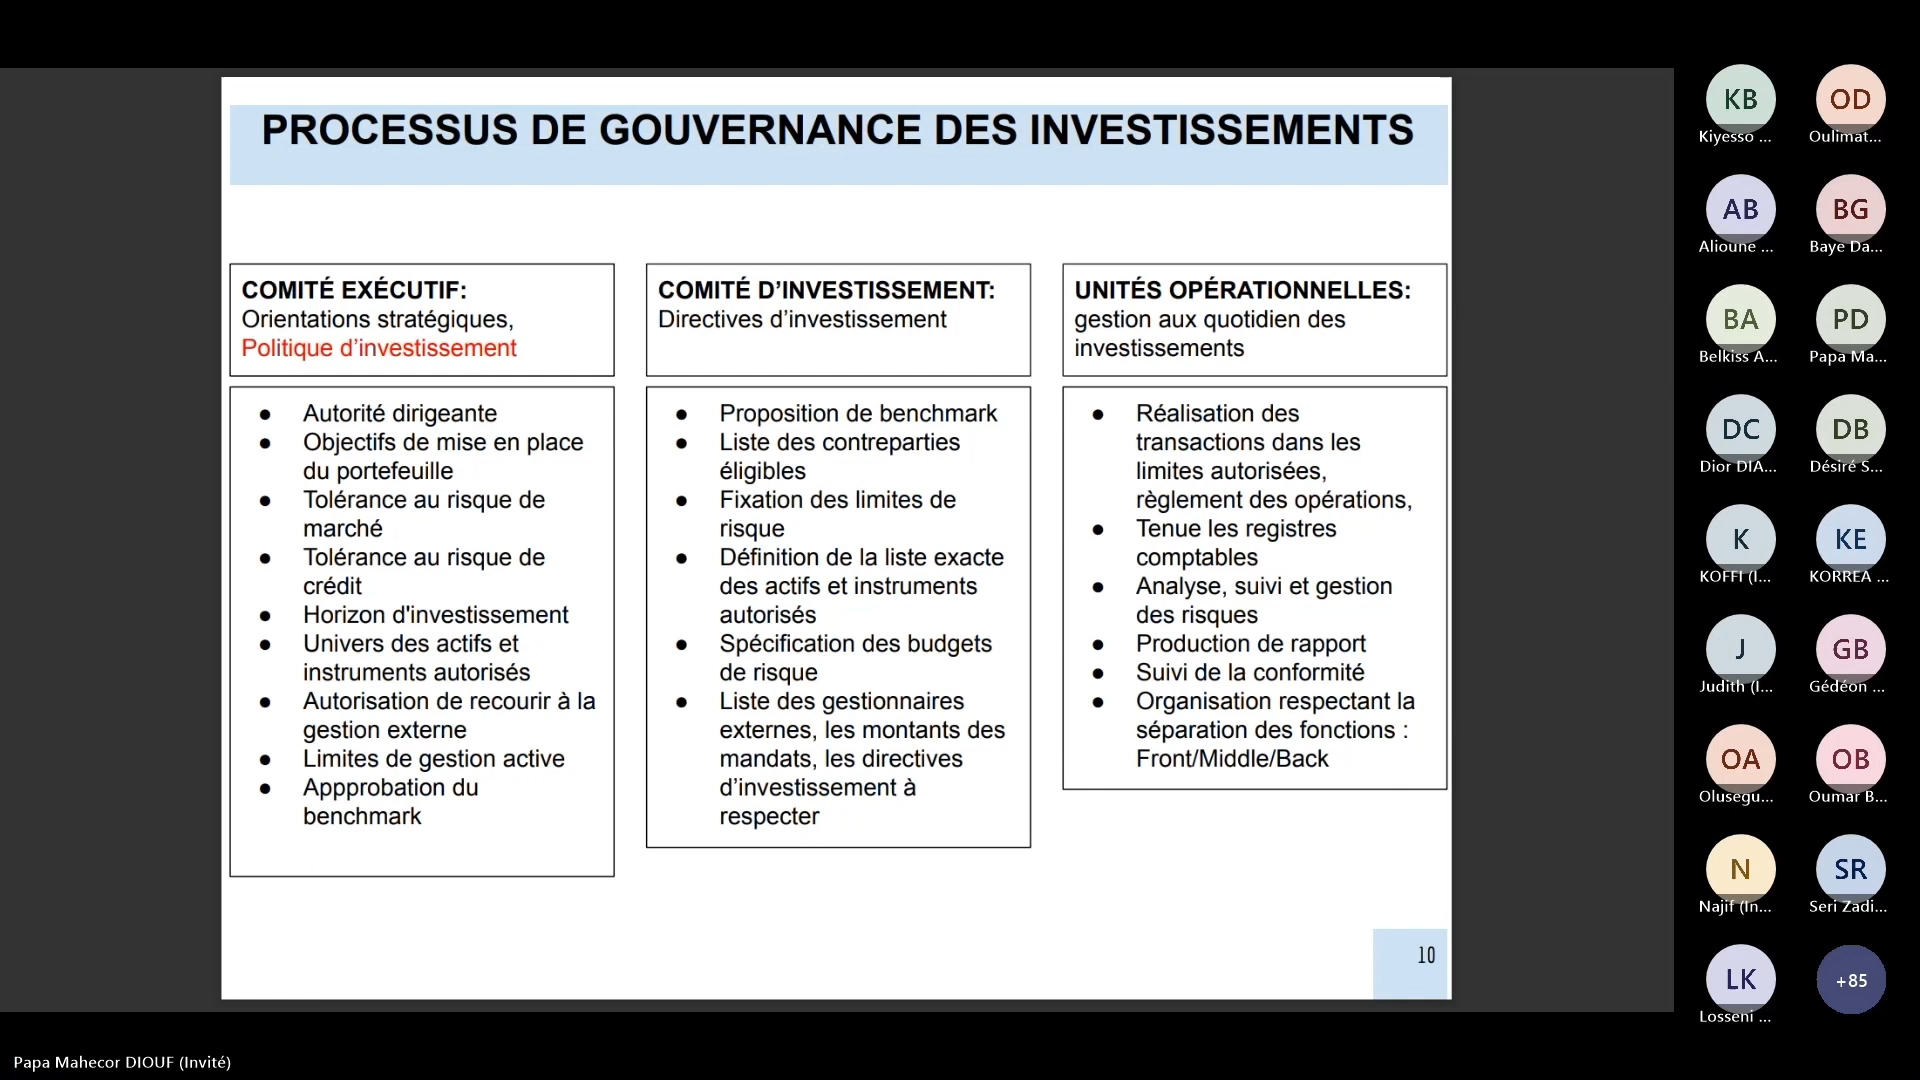 PROCESSUS DE GOUVERNANCE DES INVESTISSEMENTS
COMITÉ EXÉCUTIF:
Orientations stratégiques,
Politique d'investissement
● Autorité dirigeante
● Objectifs de mise en place
du portefeuille
● Tolérance au risque de
marché
● Tolérance au risque de
crédit
● Horizon d'investissement
● Univers des actifs et
instruments autorisés
● Autorisation de recourir à la
gestion externe
● Limites de gestion active
● Appprobation du
benchmark
COMITÉ D’INVESTISSEMENT:
Directives d’investissement
● Proposition de benchmark
● Liste des contreparties
éligibles
● Fixation des limites de
risque
● Définition de la liste exacte
des actifs et instruments
autorisés
● Spécification des budgets
de risque
● Liste des gestionnaires
externes, les montants des
mandats, les directives
d’investissement à
respecter
UNITÉS OPÉRATIONNELLES:
gestion aux quotidien des
investissements
● Réalisation des
transactions dans les
limites autorisées,
règlement des opérations,
● Tenue les registres
comptables
● Analyse, suivi et gestion
des risques
● Production de rapport
● Suivi de la conformité
● Organisation respectant la
séparation des fonctions :
Front/Middle/Back
10
KB
Kiyesso ...
OD
Oulimat...
AB
Alioune ...
BG
Baye Da...
BA
Belkiss A...
PD
Papa Ma...
DC
Dior DIA...
DB
Désiré S...
K
KOFFI (I...
KE
KORREA ...
J
Judith (I...
GB
Gédéon ...
OA
Olusegu...
OB
Oumar B...
N
Najif (In...
SR
Seri Zadi...
LK
Losseni ...
+85
Papa Mahecor DIOUF (Invité)